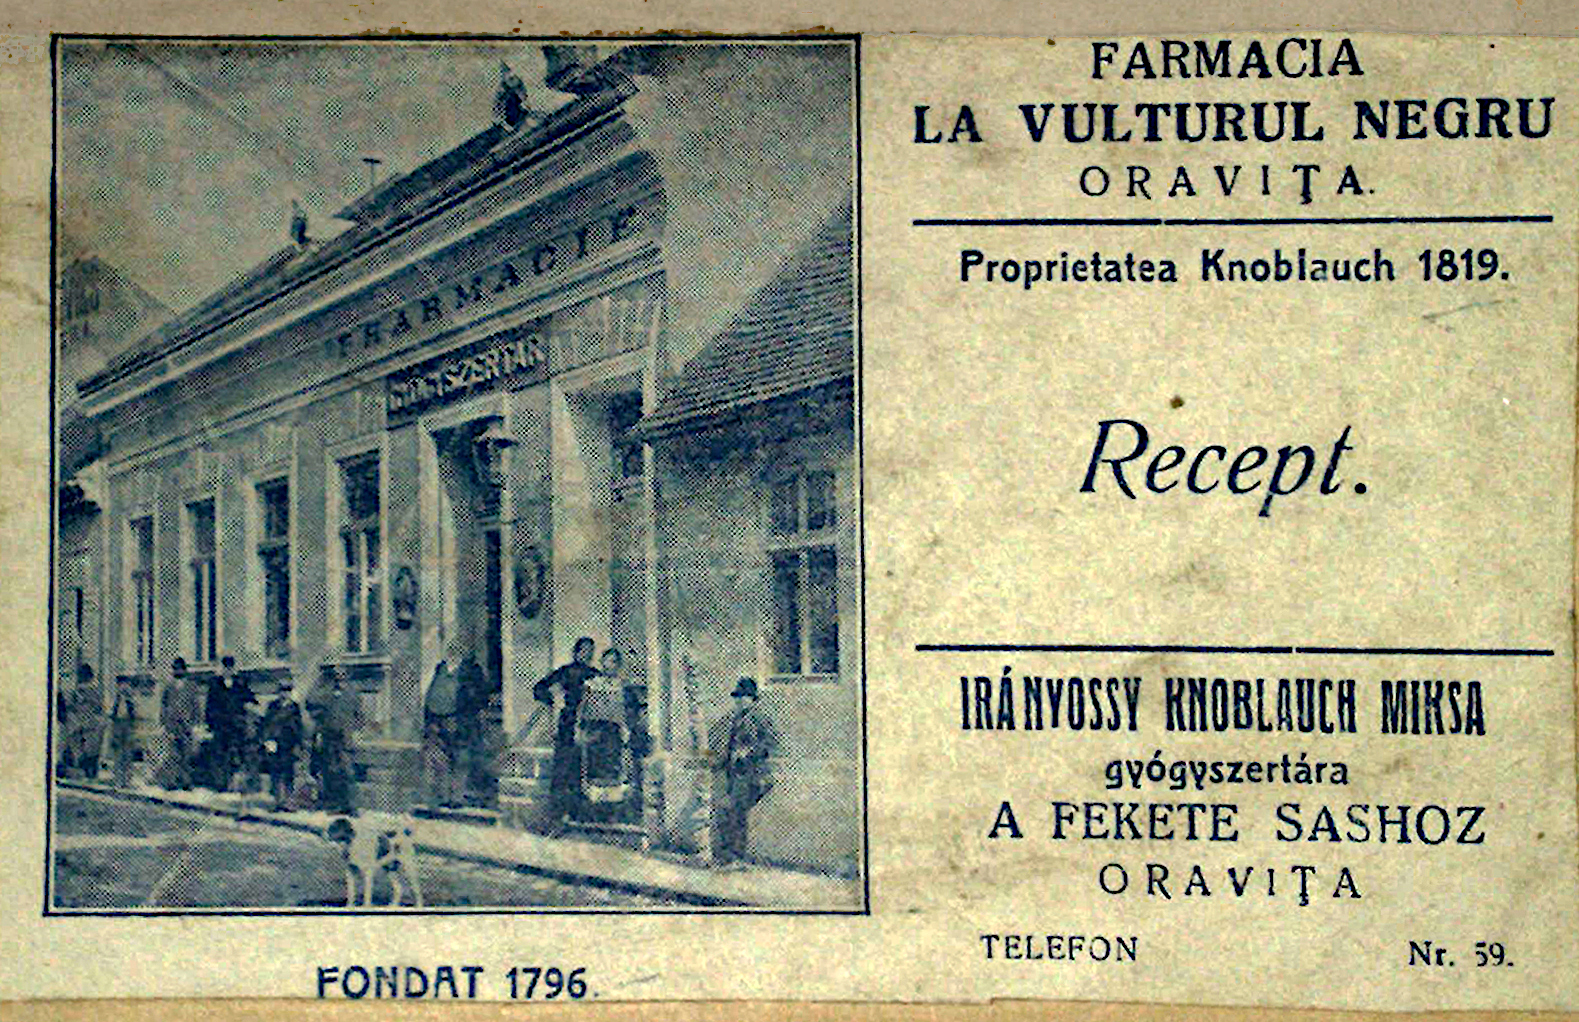 PHARMACIE
GYÓGYSZERTÁR
FONDAT 1796.
FARMACIA
LA VULTURUL NEGRU
ORAVIŢA.
Proprietatea Knoblauch 1819.
Recept.
IRÁNYOSSY KNOBLAUCH MIKSA
gyógyszertára
A FEKETE SASHOZ
ORAVIŢA
TELEFON Nr. 59.